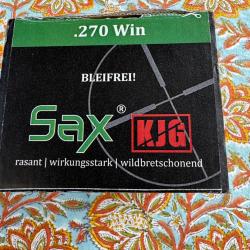 .270 Win
BLEIFREI!
Sax® KJG
rasant | wirkungsstark | wildbretschonend